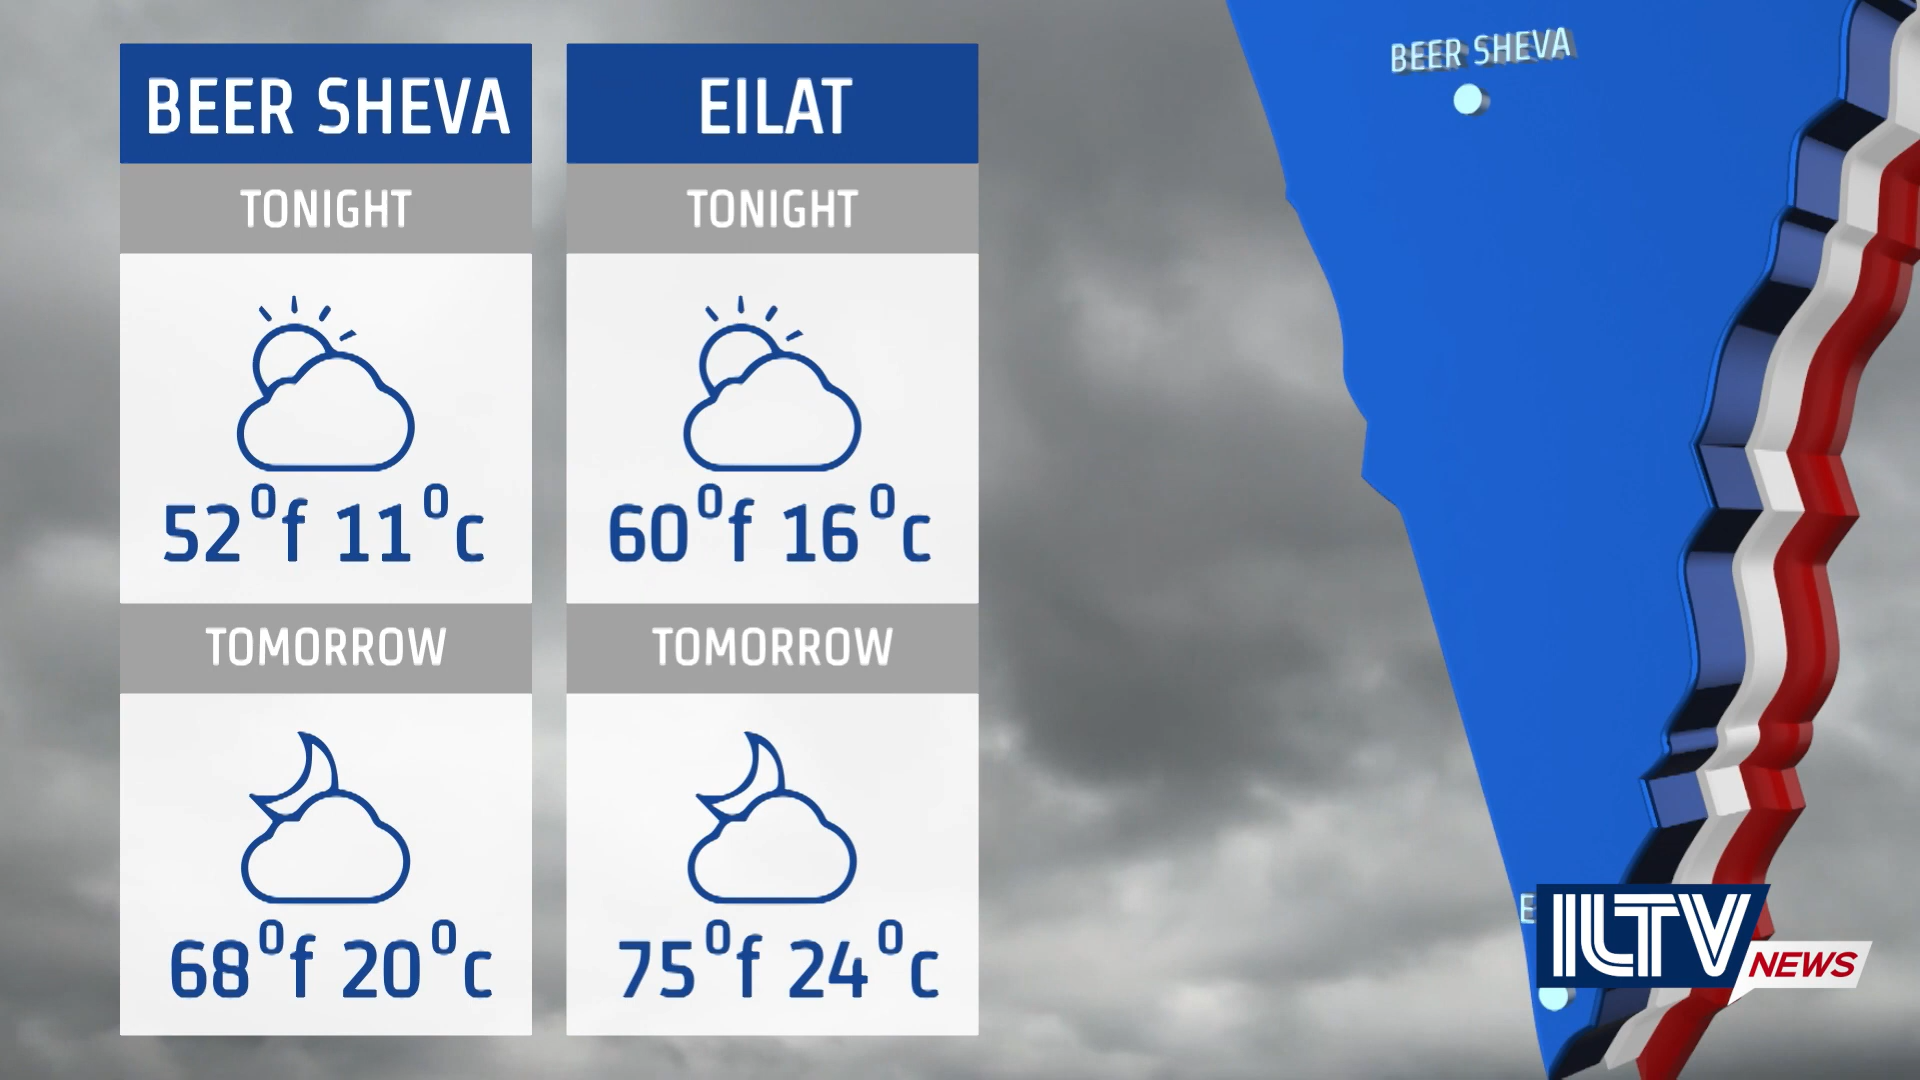 BEER SHEVA
TONIGHT
52°f 11°c
TOMORROW
68°f 20°c
EILAT
TONIGHT
60°f 16°c
TOMORROW
75°f 24°c
BEER SHEVA
E
ILTV
NEWS